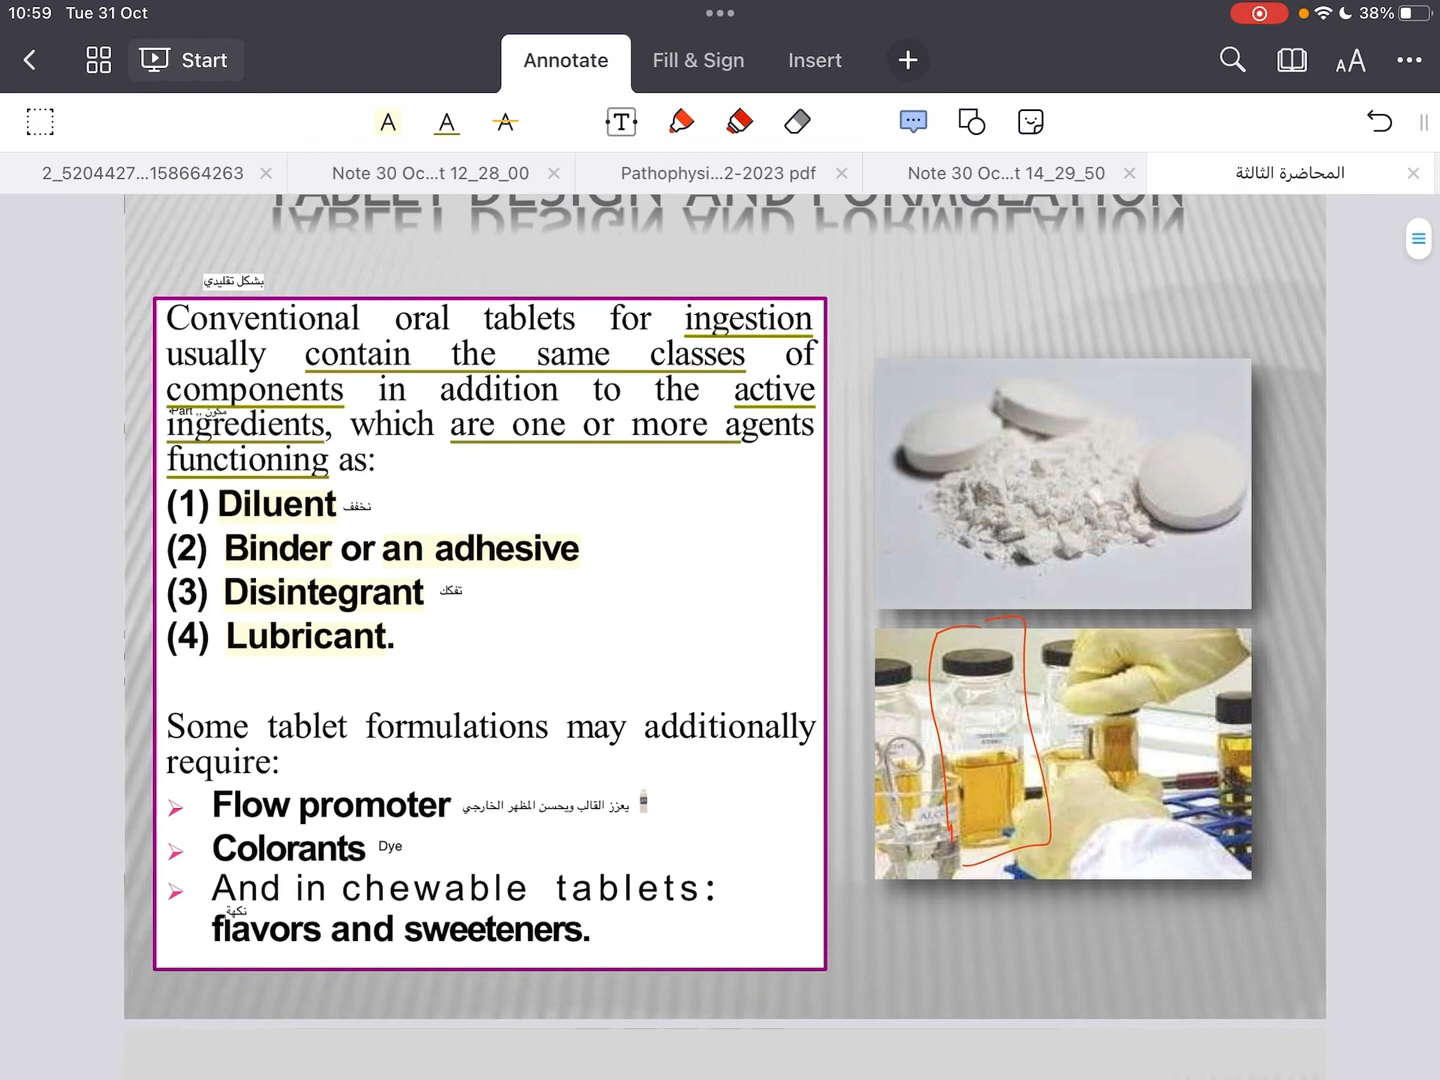 10:59 Tue 31 Oct
38%
Start
Annotate
Fill & Sign
Insert
2_5204427...158664263
Note 30 Oc...t 12_28_00
Pathophysi...2-2023 pdf
Note 30 Oc...t 14_29_50
المحاضرة الثالثة
TABLET DESIGN AND FORMULATION
بشكل تقليدي
Conventional oral tablets for ingestion
usually contain the same classes of
components in addition to the active
Part ,, مكون
ingredients, which are one or more agents
functioning as:
(1) Diluent نخفف
(2) Binder or an adhesive
(3) Disintegrant تفكك
(4) Lubricant.
Some tablet formulations may additionally
require:
Flow promoter يعزز القالب ويحسن المظهر الخارجي
Colorants Dye
And in chewable tablets:
نكهة
flavors and sweeteners.